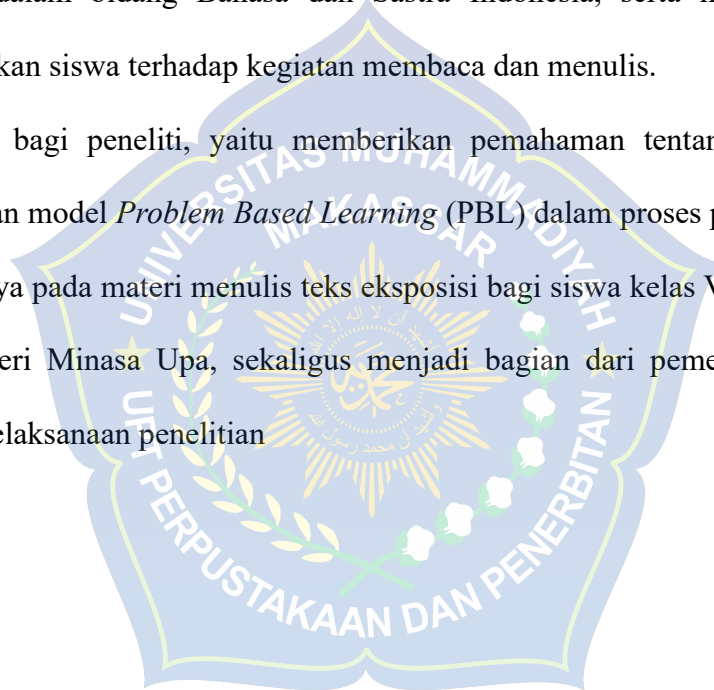 dalam bidang Bahasa dan Sastra Indonesia, serta
kan siswa terhadap kegiatan membaca dan menulis.
bagi peneliti, yaitu memberikan pemahaman tentan
an model Problem Based Learning (PBL) dalam proses p
ya pada materi menulis teks eksposisi bagi siswa kelas V
eri Minasa Upa, sekaligus menjadi bagian dari peme
elaksanaan penelitian
UNIVERSITAS MUHAMMADIYAH
MAKASSAR
UPT PERPUSTAKAAN DAN PENERBITAN